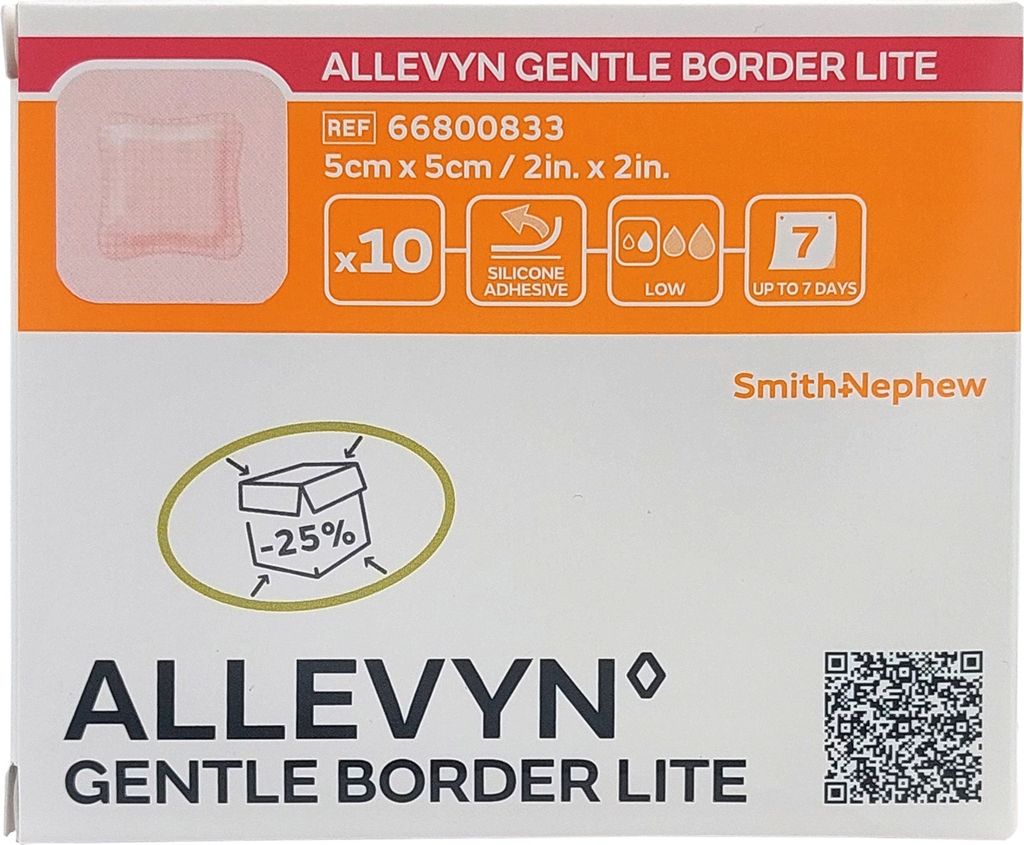 ALLEVYN GENTLE BORDER LITE
REF 66800833
5cm x 5cm / 2in. x 2in.
x10
SILICONE
ADHESIVE
LOW
7
UP TO 7 DAYS
Smith+Nephew
-25%
ALLEVYN◊
GENTLE BORDER LITE